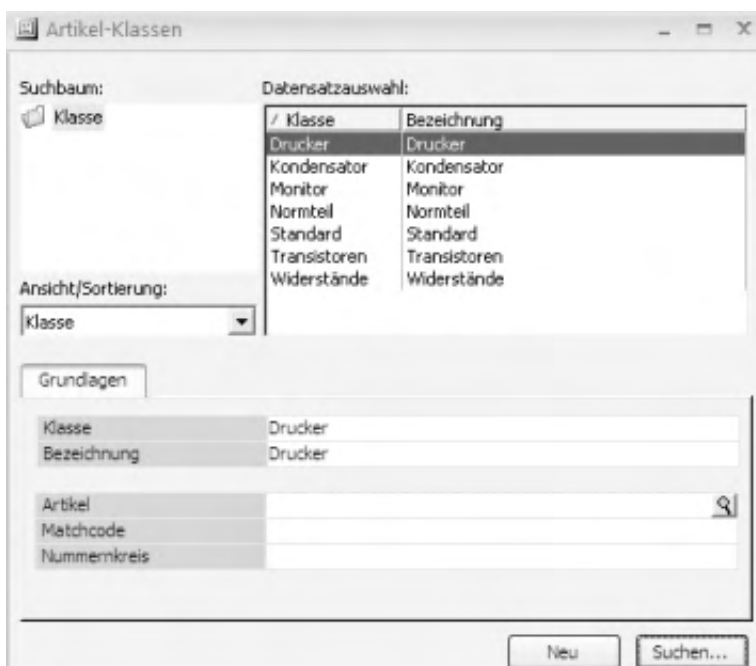 Artikel-Klassen
Suchbaum:
Klasse
Ansicht/Sortierung:
Klasse
Datensatzauswahl:
/ Klasse Bezeichnung
Drucker Drucker
Kondensator Kondensator
Monitor Monitor
Normteil Normteil
Standard Standard
Transistoren Transistoren
Widerstände Widerstände
Grundlagen
Klasse Drucker
Bezeichnung Drucker
Artikel
Matchcode
Nummernkreis
Neu Suchen...